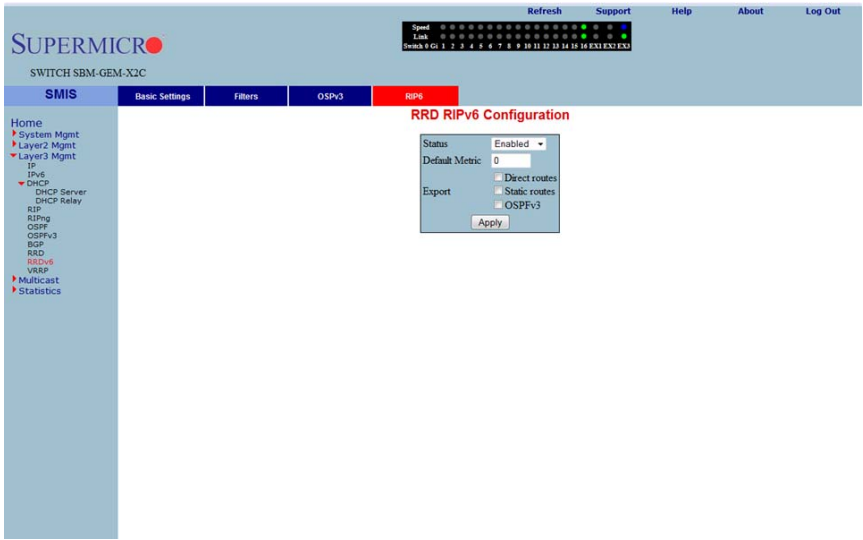 Refresh Support Help About Log Out
SUPERMICRO
SWITCH SBM-GEM-X2C
Speed
Link
Switch 0 Gi 1 2 3 4 5 6 7 8 9 10 11 12 13 14 15 16 EX1 EX2 EX3
SMIS
Basic Settings Filters OSPv3 RIP6
Home
System Mgmt
Layer2 Mgmt
Layer3 Mgmt
IP
IPv6
DHCP
DHCP Server
DHCP Relay
RIP
RIPng
OSPF
OSPFv3
BGP
RRD
RRDv6
VRRP
Multicast
Statistics
RRD RIPv6 Configuration
Status Enabled
Default Metric 0
Export
Direct routes
Static routes
OSPFv3
Apply